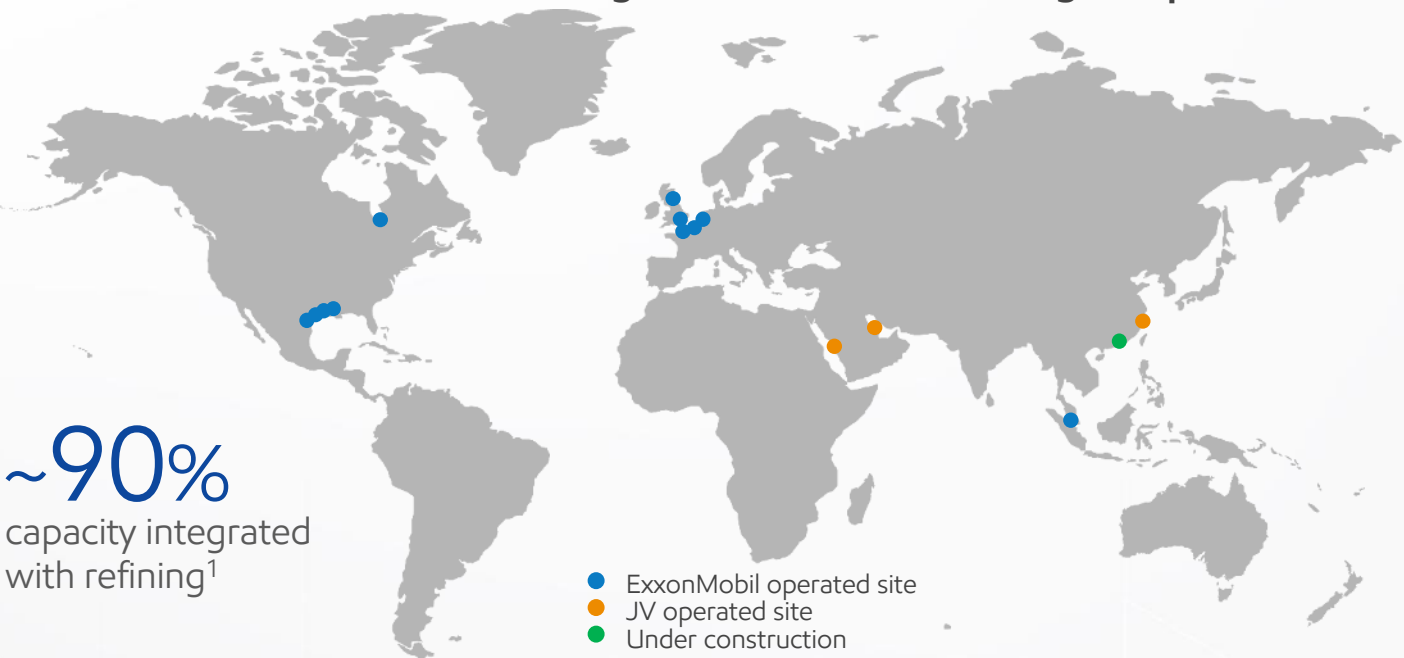 ~90%
capacity integrated
with refining¹
ExxonMobil operated site
JV operated site
Under construction